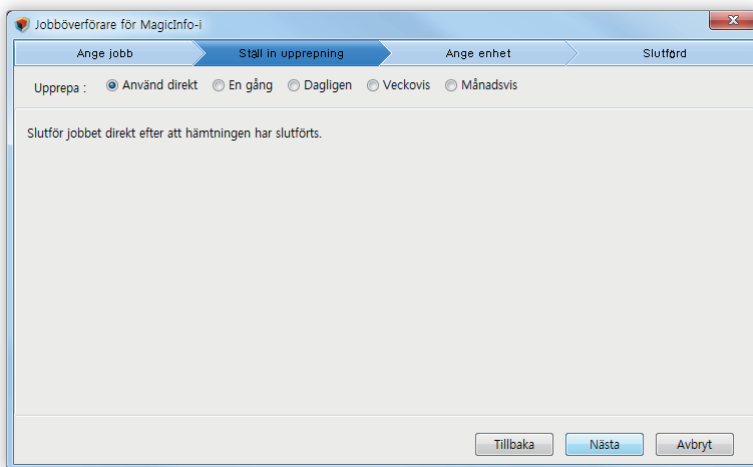 Jobböverförare för MagicInfo-i
Ange jobb Ställ in upprepning Ange enhet Slutförd
Upprepa : Använd direkt En gång Dagligen Veckovis Månadsvis
Slutför jobbet direkt efter att hämtningen har slutförts.
Tillbaka Nästa Avbryt